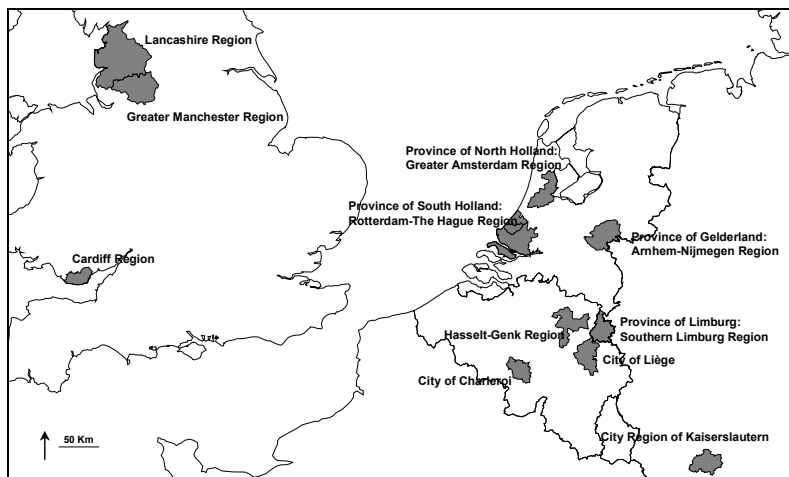 Lancashire Region
Greater Manchester Region
Province of North Holland:
Greater Amsterdam Region
Province of South Holland:
Rotterdam-The Hague Region
Province of Gelderland:
Arnhem-Nijmegen Region
Cardiff Region
Province of Limburg:
Southern Limburg Region
Hasselt-Genk Region
City of Liège
City of Charleroi
City Region of Kaiserslautern
50 Km